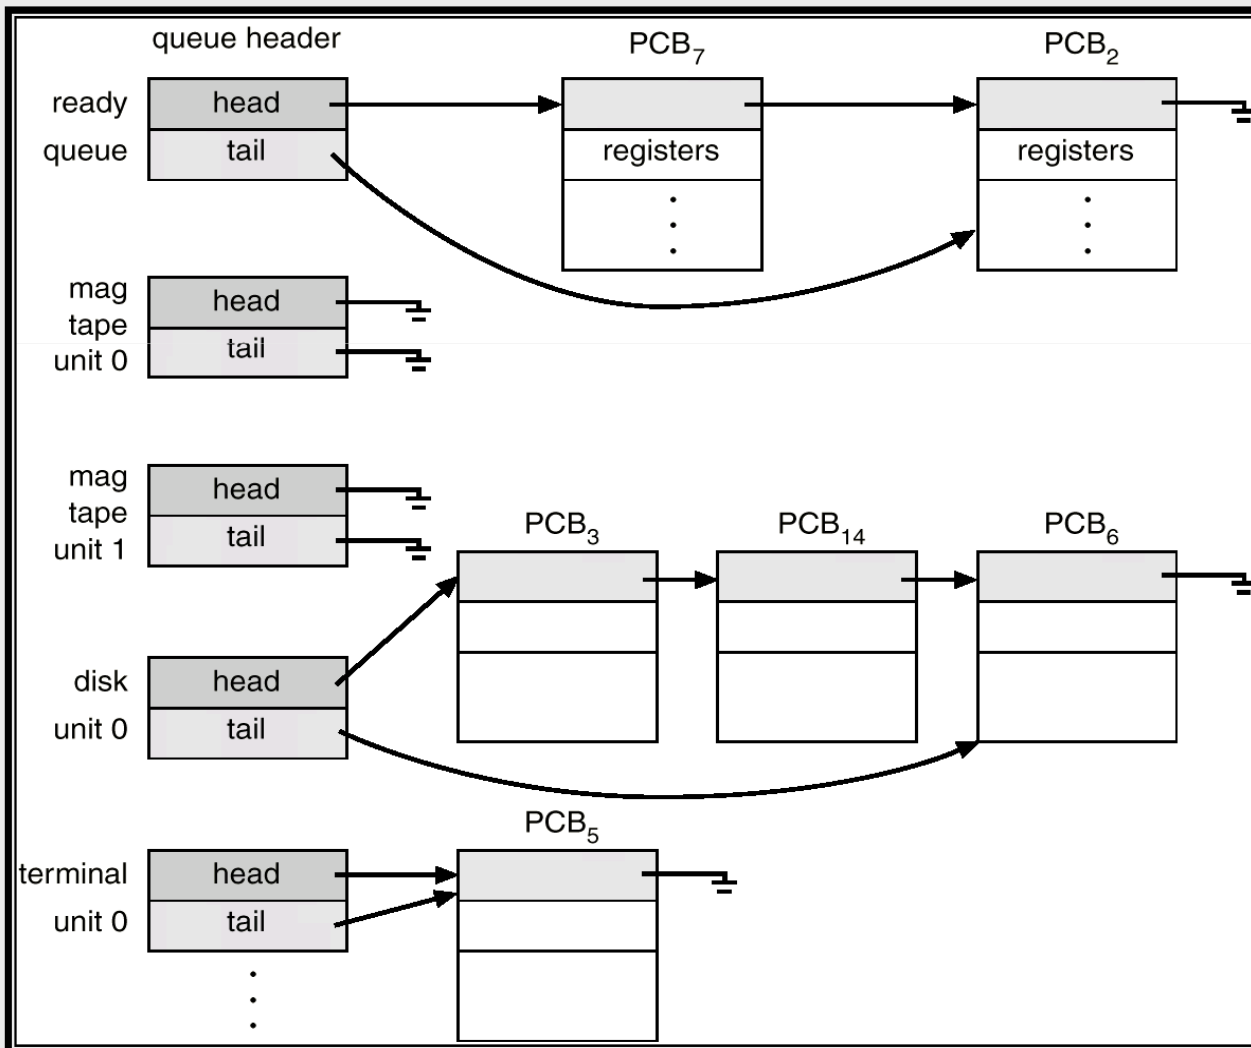 queue header
PCB7
PCB2
ready
queue
head
tail
registers
registers
mag
tape
unit 0
head
tail
mag
tape
unit 1
head
tail
PCB3
PCB14
PCB6
disk
unit 0
head
tail
PCB5
terminal
unit 0
head
tail